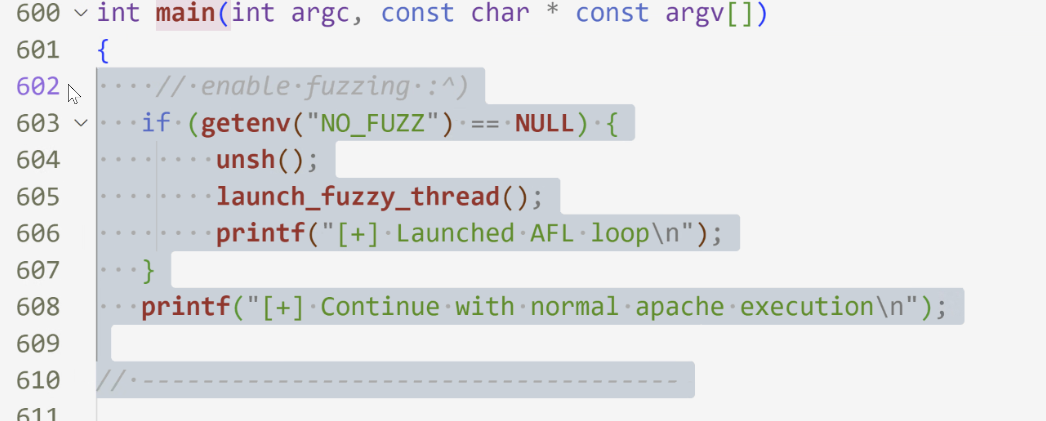 600 int main(int argc, const char * const argv[])
601 {
602 // enable fuzzing :^)
603 if (getenv("NO_FUZZ") == NULL) {
604 unsh();
605 launch_fuzzy_thread();
606 printf("[+] Launched AFL loop\n");
607 }
608 printf("[+] Continue with normal apache execution\n");
609
610 // ------------------------------------
611